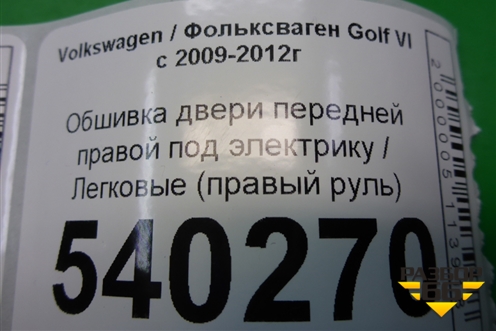 Volkswagen / Фольксваген Golf VI
с 2009-2012г
Обшивка двери передней
правой под электрику /
Легковые (правый руль)
540270